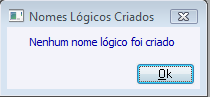 Nomes Lógicos Criados
Nenhum nome lógico foi criado
Ok